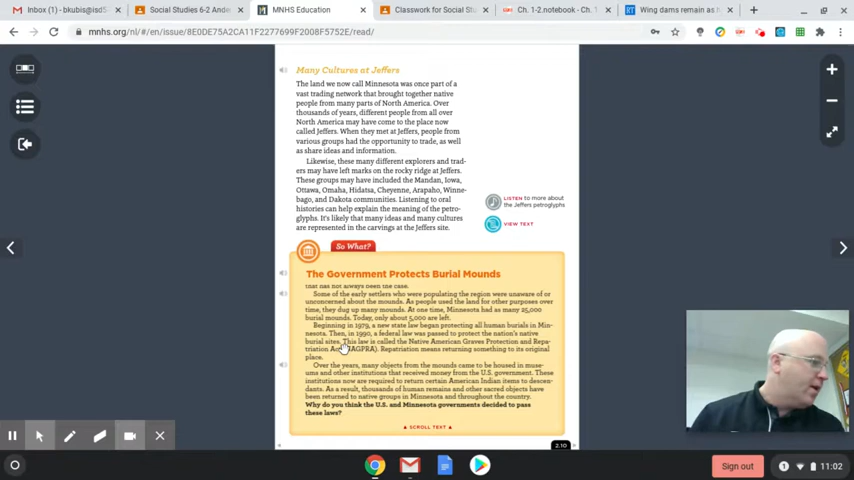 Inbox (1) - bkubis@isd5
Social Studies 6-2 Ande
MNHS Education
Classwork for Social St
Ch. 1-2.notebook - Ch. 1
Wing dams remain as A
mnhs.org/nl/#/en/issue/8E0DE75A2CA11F2277699F2008F5752E/read/
Many Cultures at Jeffers
The land we now call Minnesota was once part of a
vast trading network that brought together native
people from many parts of North America. Over
thousands of years, different people from all over
North America may have come to the place now
called Jeffers. When they met at Jeffers, people from
various groups had the opportunity to trade, as well
as share ideas and information.
Likewise, these many different explorers and trad-
ers may have left marks on the rocky ridge at Jeffers.
These groups may have included the Mandan, Iowa,
Ottawa, Omaha, Hidatsa, Cheyenne, Arapaho, Winne-
bago, and Dakota communities. Listening to oral
histories can help explain the meaning of the petro-
glyphs. It's likely that many ideas and many cultures
are represented in the carvings at the Jeffers site.
LISTEN to more about
the Jeffers petroglyphs
VIEW TEXT
So What?
The Government Protects Burial Mounds
that has not always been the case.
Some of the early settlers who were populating the region were unaware of or
unconcerned about the mounds. As people used the land for other purposes over
time, they dug up many mounds. At one time, Minnesota had as many 25,000
burial mounds. Today, only about 5,000 are left.
Beginning in 1979, a new state law began protecting all human burials in Min-
nesota. Then, in 1990, a federal law was passed to protect the nation's native
burial sites. This law is called the Native American Graves Protection and Repa-
triation Act (NAGPRA). Repatriation means returning something to its original
place.
Over the years, many objects from the mounds came to be housed in muse-
ums and other institutions that received money from the U.S. government. These
institutions now are required to return certain American Indian items to descen-
dants. As a result, thousands of human remains and other sacred objects have
been returned to native groups in Minnesota and throughout the country.
Why do you think the U.S. and Minnesota governments decided to pass
these laws?
▲ SCROLL TEXT ▲
2.10
Sign out
1
11:02